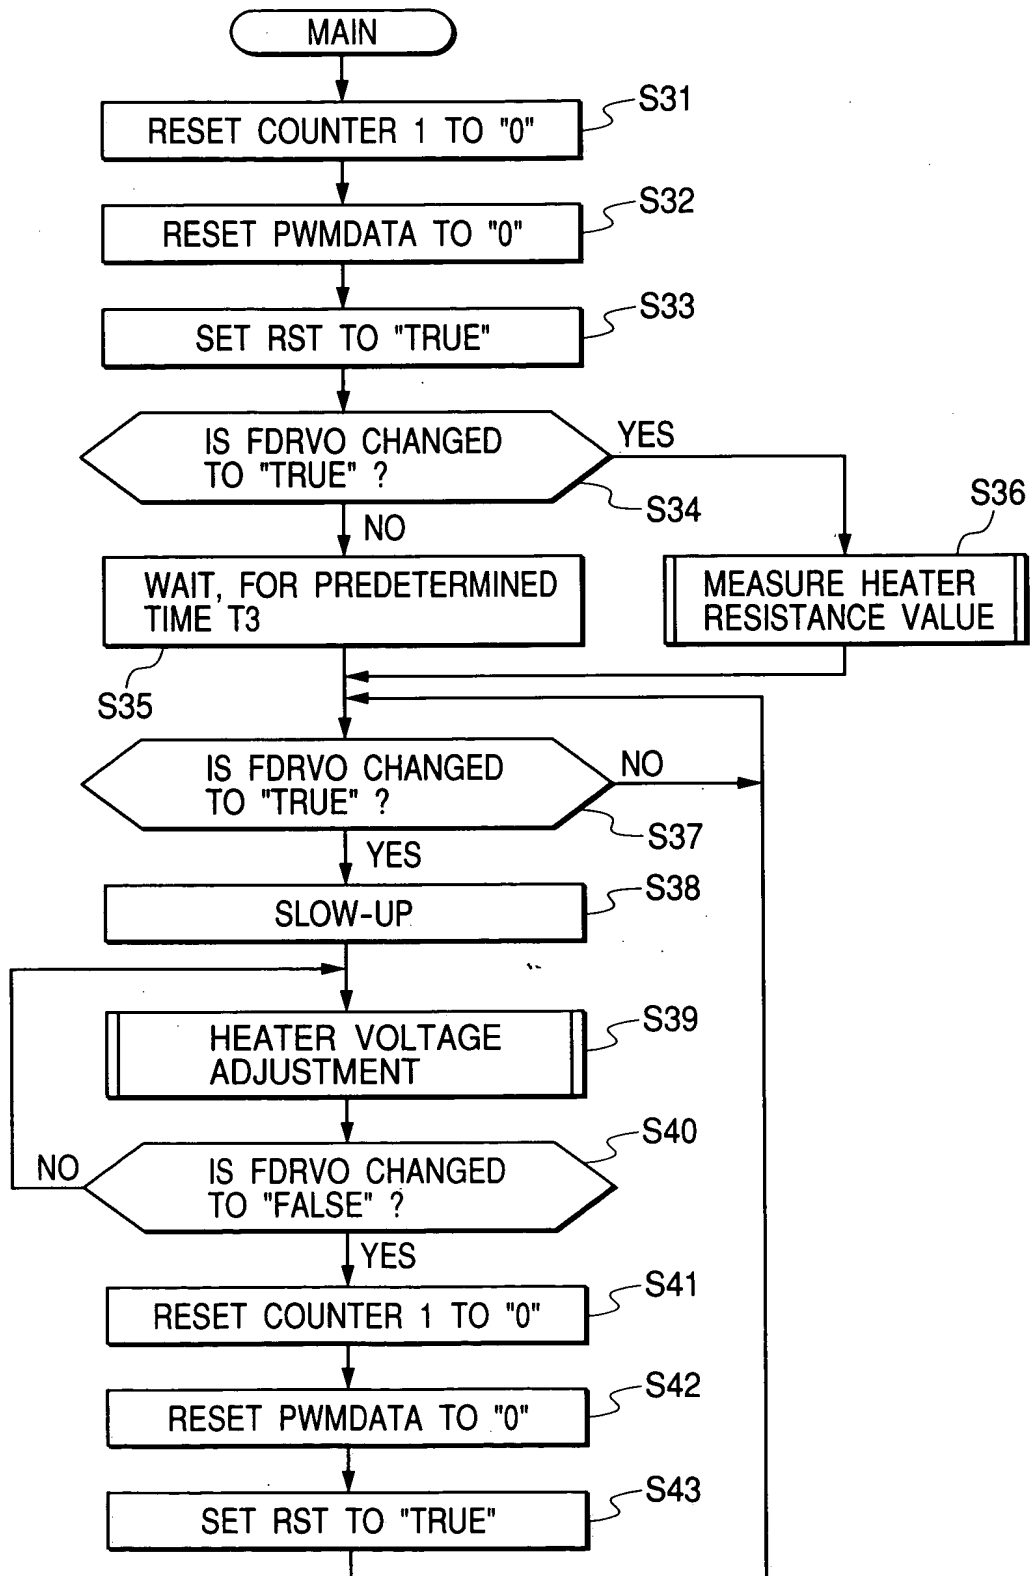 MAIN
RESET COUNTER 1 TO "0"
S31
RESET PWMDATA TO "0"
S32
SET RST TO "TRUE"
S33
IS FDRVO CHANGED
TO "TRUE" ?
YES
S34
NO
S36
WAIT, FOR PREDETERMINED
TIME T3
MEASURE HEATER
RESISTANCE VALUE
S35
IS FDRVO CHANGED
TO "TRUE" ?
NO
S37
YES
SLOW-UP
S38
HEATER VOLTAGE
ADJUSTMENT
S39
S40
NO
IS FDRVO CHANGED
TO "FALSE" ?
YES
RESET COUNTER 1 TO "0"
S41
RESET PWMDATA TO "0"
S42
SET RST TO "TRUE"
S43